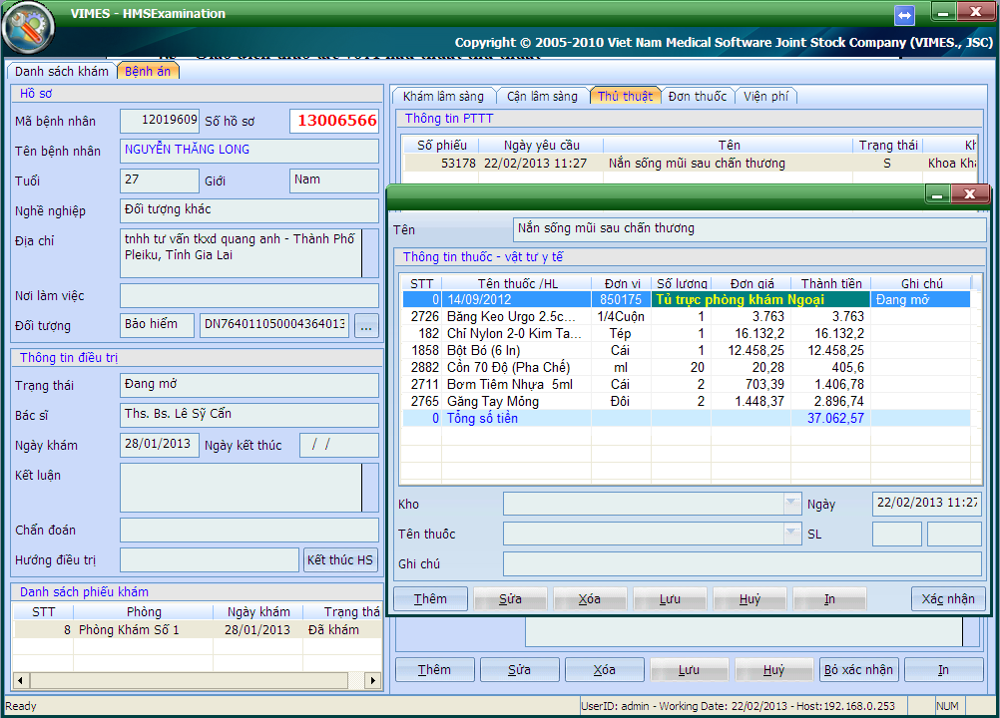 VIMES - HMSExamination
Copyright © 2005-2010 Viet Nam Medical Software Joint Stock Company (VIMES., JSC)
Danh sách khám Bệnh án
Hồ sơ
Mã bệnh nhân 12019609 Số hồ sơ 13006566
Tên bệnh nhân NGUYỄN THĂNG LONG
Tuổi 27 Giới Nam
Nghề nghiệp Đối tượng khác
Địa chỉ tnhh tư vấn tkxd quang anh - Thành Phố
Pleiku, Tỉnh Gia Lai
Nơi làm việc
Đối tượng Bảo hiểm DN764011050004364013 ...
Thông tin điều trị
Trạng thái Đang mở
Bác sĩ Ths. Bs. Lê Sỹ Cẩn
Ngày khám 28/01/2013 Ngày kết thúc / /
Kết luận
Chẩn đoán
Hướng điều trị Kết thúc HS
Danh sách phiếu khám
STT Phòng Ngày khám Trạng thá
8 Phòng Khám Số 1 28/01/2013 Đã khám
Khám lâm sàng Cận lâm sàng Thủ thuật Đơn thuốc Viện phí
Thông tin PTTT
Số phiếu Ngày yêu cầu Tên Trạng thái Kh
53178 22/02/2013 11:27 Nắn sống mũi sau chấn thương S Khoa Khá
Tên Nắn sống mũi sau chấn thương
Thông tin thuốc - vật tư y tế
STT Tên thuốc /HL Đơn vị Số lượng Đơn giá Thành tiền Ghi chú
0 14/09/2012 850175 Tủ trực phòng khám Ngoại Đang mở
2726 Băng Keo Urgo 2.5c... 1/4Cuộn 1 3.763 3.763
182 Chỉ Nylon 2-0 Kim Ta... Tép 1 16.132,2 16.132,2
1858 Bột Bó (6 In) Cái 1 12.458,25 12.458,25
2882 Cồn 70 Độ (Pha Chế) ml 20 20,28 405,6
2711 Bơm Tiêm Nhựa 5ml Cái 2 703,39 1.406,78
2765 Găng Tay Mỏng Đôi 2 1.448,37 2.896,74
0 Tổng số tiền 37.062,57
Kho Ngày 22/02/2013 11:27
Tên thuốc SL
Ghi chú
Thêm Sửa Xóa Lưu Huỷ In Xác nhận
Thêm Sửa Xóa Lưu Huỷ Bỏ xác nhận In
Ready UserID: admin - Working Date: 22/02/2013 - Host:192.168.0.253 NUM